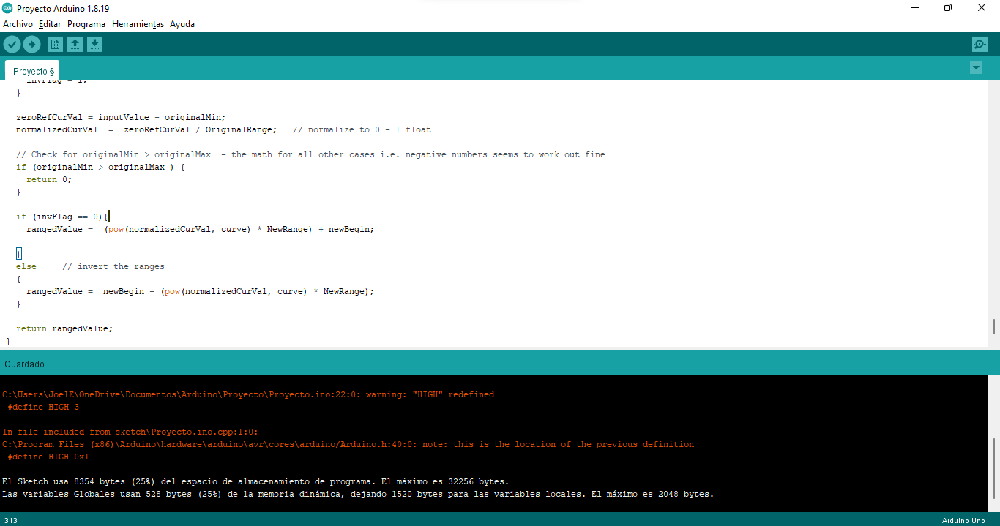 Proyecto Arduino 1.8.19
Archivo Editar Programa Herramientas Ayuda
Proyecto §
invFlag = 1;
}
zeroRefCurVal = inputValue - originalMin;
normalizedCurVal  =  zeroRefCurVal / OriginalRange;   // normalize to 0 - 1 float
// Check for originalMin > originalMax  - the math for all other cases i.e. negative numbers seems to work out fine
if (originalMin > originalMax ) {
return 0;
}
if (invFlag == 0){
rangedValue =  (pow(normalizedCurVal, curve) * NewRange) + newBegin;
}
else     // invert the ranges
{
rangedValue =  newBegin - (pow(normalizedCurVal, curve) * NewRange);
}
return rangedValue;
}
Guardado.
C:\Users\JoelE\OneDrive\Documentos\Arduino\Proyecto\Proyecto.ino:22:0: warning: "HIGH" redefined
#define HIGH 3
In file included from sketch\Proyecto.ino.cpp:1:0:
C:\Program Files (x86)\Arduino\hardware\arduino\avr\cores\arduino/Arduino.h:40:0: note: this is the location of the previous definition
#define HIGH 0x1
El Sketch usa 8354 bytes (25%) del espacio de almacenamiento de programa. El máximo es 32256 bytes.
Las variables Globales usan 528 bytes (25%) de la memoria dinámica, dejando 1520 bytes para las variables locales. El máximo es 2048 bytes.
313
Arduino Uno